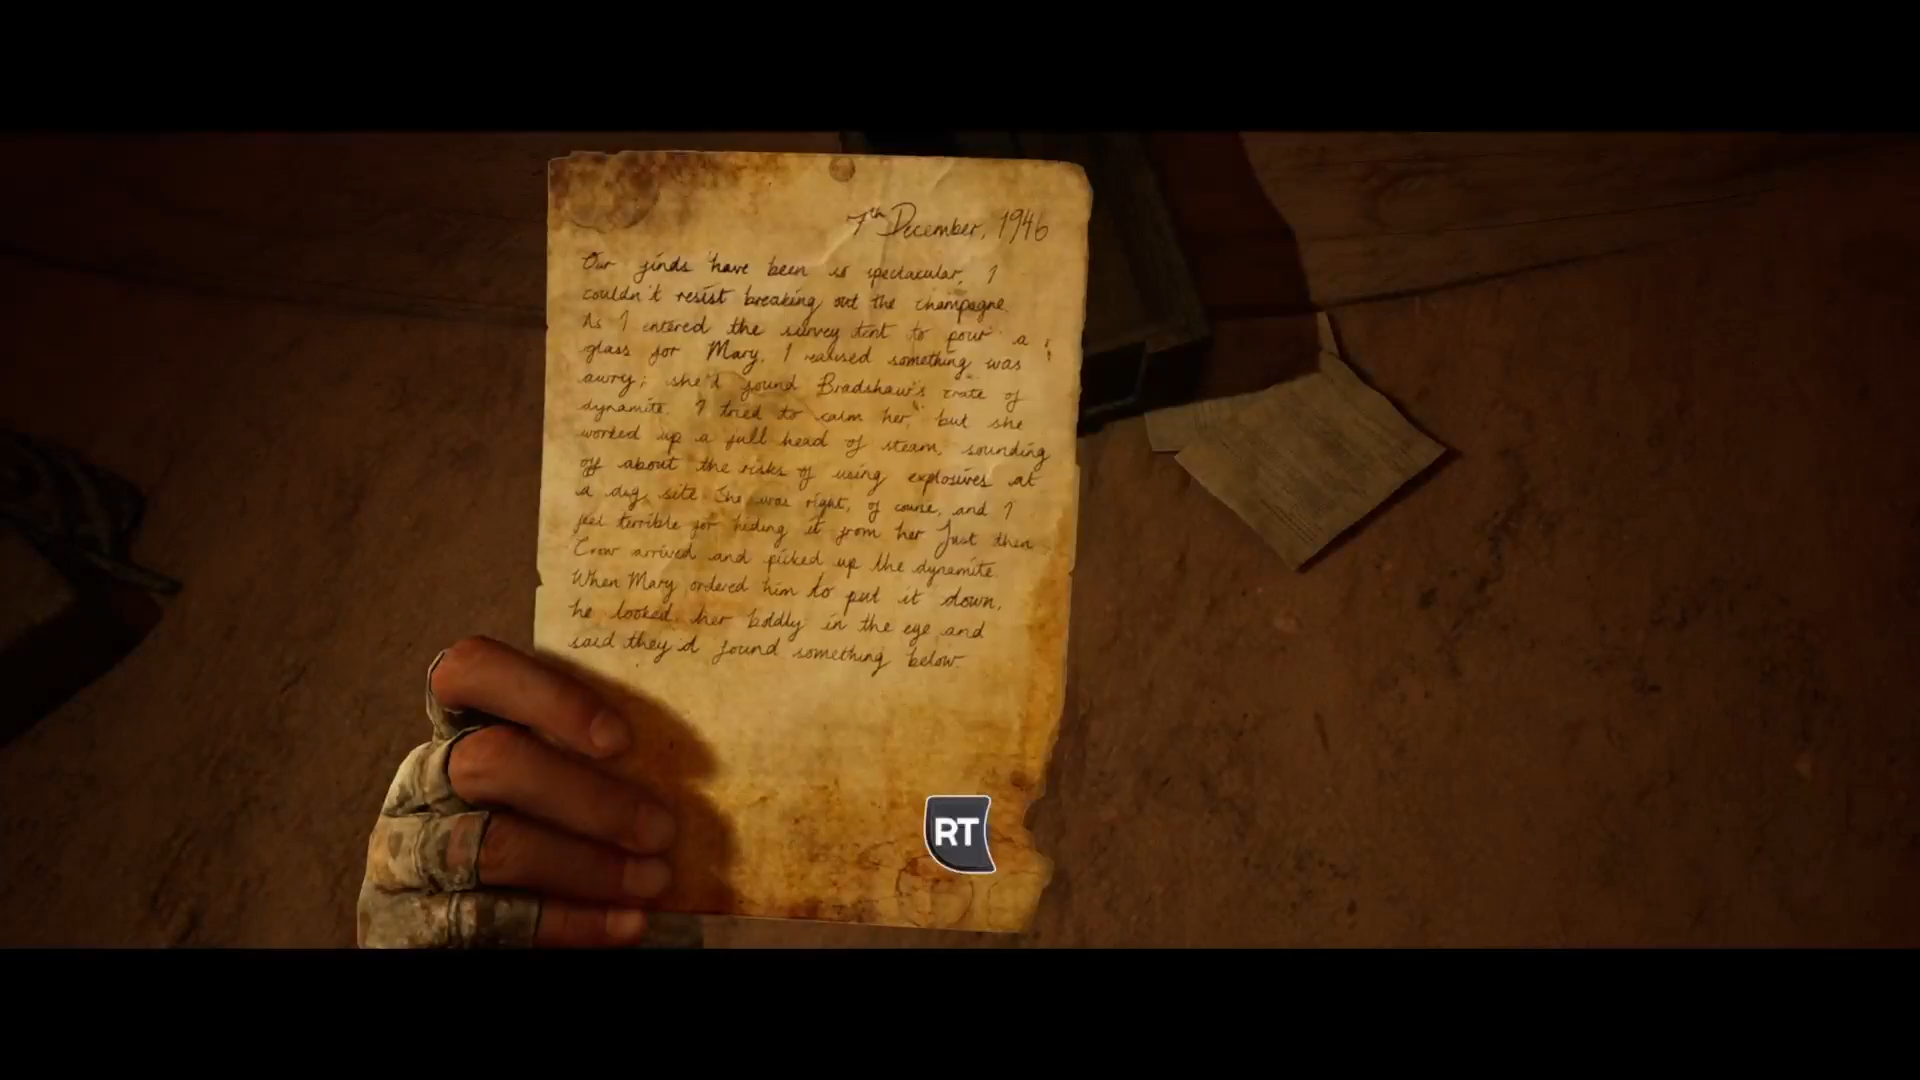 7th December, 1946
Our finds have been so spectacular, I
couldn't resist breaking out the champagne.
As I entered the survey tent to pour a
glass for Mary, I realised something was
awry; she'd found Bradshaw's crate of
dynamite. I tried to calm her, but she
worked up a full head of steam, sounding
off about the risks of using explosives at
a dig site. She was right, of course, and I
feel terrible for hiding it from her. Just then
Crow arrived and picked up the dynamite.
When Mary ordered him to put it down,
he looked her boldly in the eye and
said they'd found something below.
RT